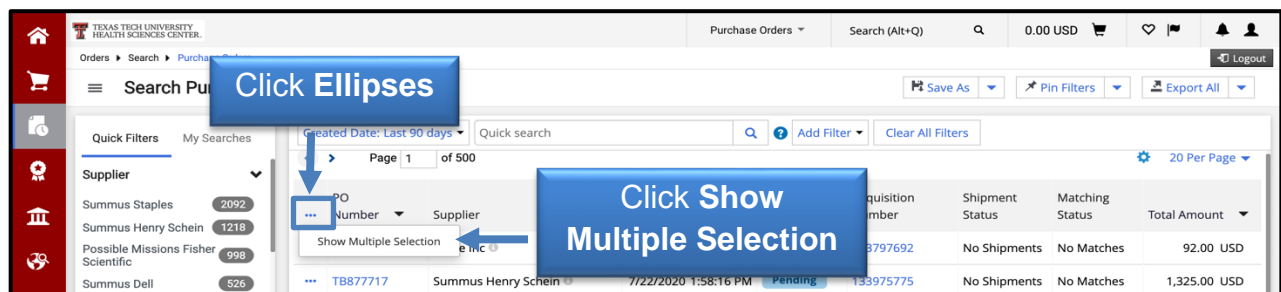 TEXAS TECH UNIVERSITY
HEALTH SCIENCES CENTER.
Purchase Orders
Search (Alt+Q)
0.00 USD
Orders Search
Logout
Search
Save As
Pin Filters
Export All
Click Ellipses
Quick Filters
My Searches
Created Date: Last 90 days
Quick search
Add Filter
Clear All Filters
Page 1 of 500
20 Per Page
Supplier
Summus Staples 2092
Summus Henry Schein 1218
Possible Missions Fisher
Scientific 998
Summus Dell 526
PO
Number
Supplier
Shipment
Status
Matching
Status
Total Amount
Show Multiple Selection
Click Show
Multiple Selection
Inc
No Shipments No Matches 92.00 USD
TB877717 Summus Henry Schein 7/22/2020 1:58:16 PM Pending 133975775 No Shipments No Matches 1,325.00 USD